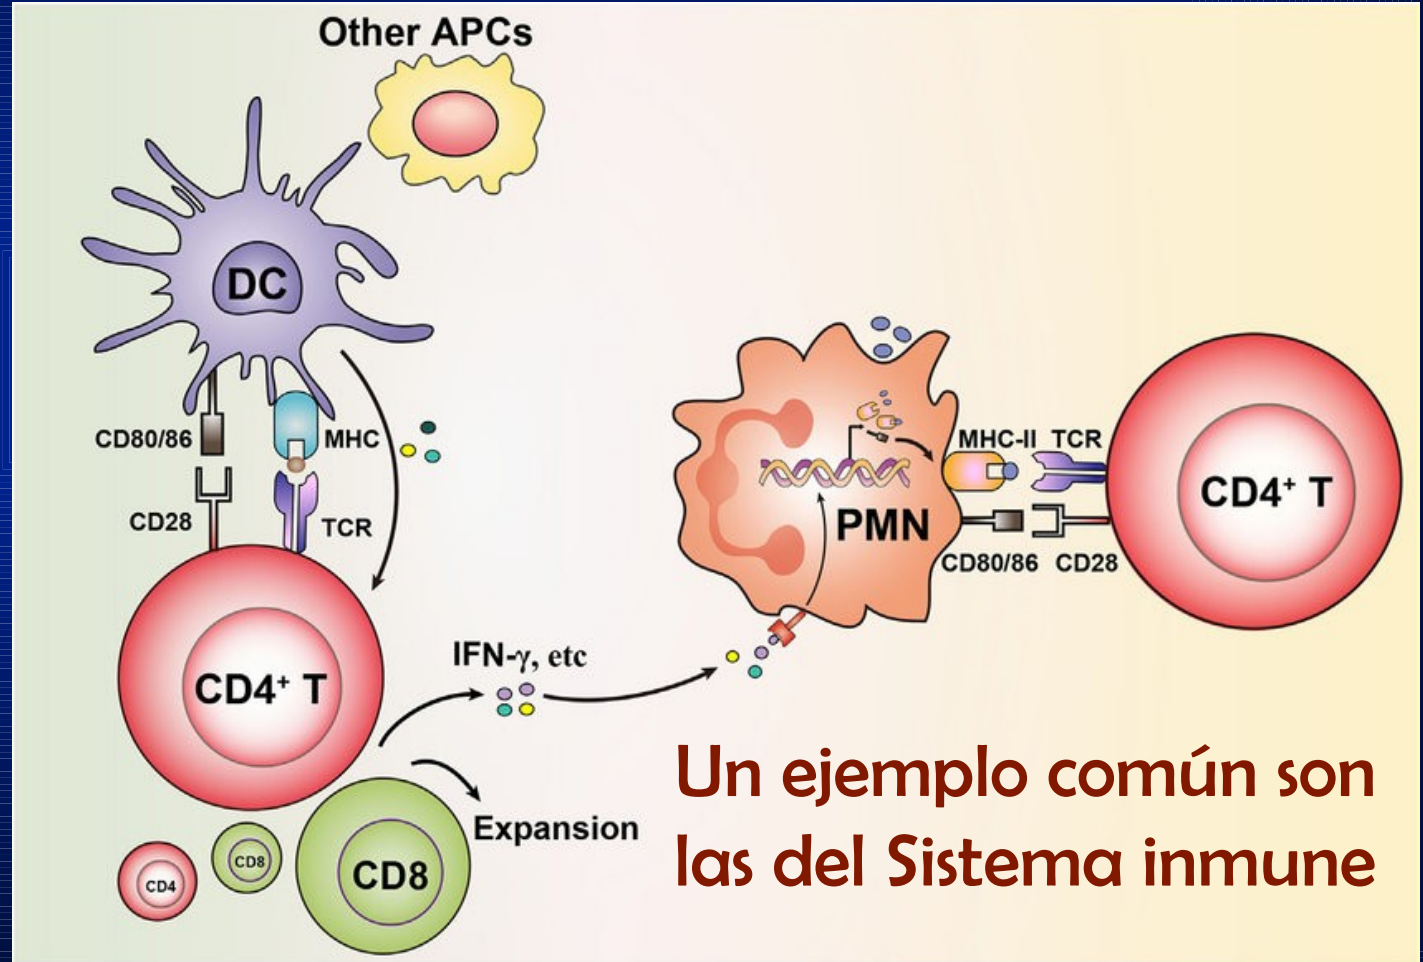 Other APCs
DC
CD80/86
MHC
CD28
TCR
CD4⁺ T
IFN-γ, etc
Expansion
CD8
CD8
CD4
PMN
MHC-II TCR
CD80/86 CD28
CD4⁺ T
Un ejemplo común son
las del Sistema inmune